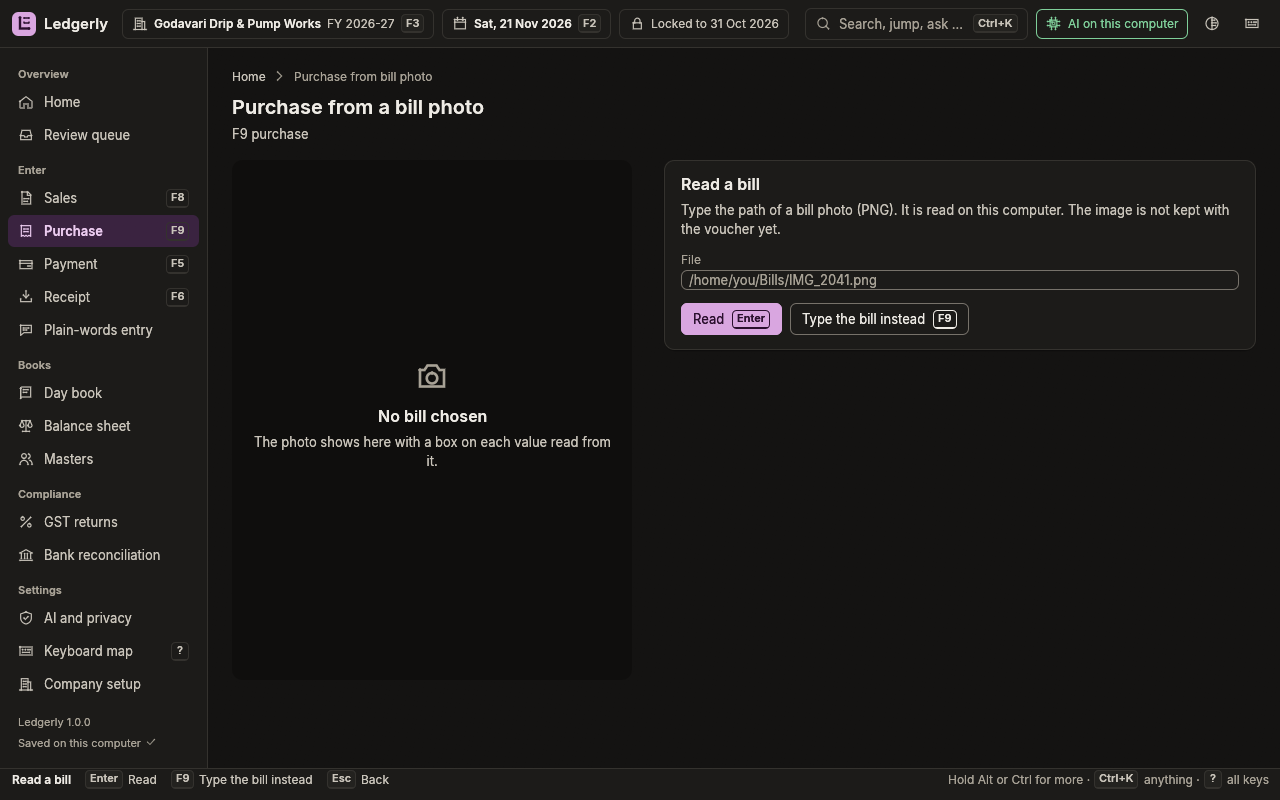 Ledgerly
Godavari Drip & Pump Works FY 2026-27 F3
Sat, 21 Nov 2026 F2
Locked to 31 Oct 2026
Search, jump, ask ... Ctrl+K
AI on this computer
Overview
Home
Review queue
Enter
Sales F8
Purchase F9
Payment F5
Receipt F6
Plain-words entry
Books
Day book
Balance sheet
Masters
Compliance
GST returns
Bank reconciliation
Settings
AI and privacy
Keyboard map ?
Company setup
Ledgerly 1.0.0
Saved on this computer
Home Purchase from bill photo
Purchase from a bill photo
F9 purchase
No bill chosen
The photo shows here with a box on each value read from
it.
Read a bill
Type the path of a bill photo (PNG). It is read on this computer. The image is not kept with
the voucher yet.
File
/home/you/Bills/IMG_2041.png
Read Enter
Type the bill instead F9
Read a bill Enter Read F9 Type the bill instead Esc Back
Hold Alt or Ctrl for more · Ctrl+K anything · ? all keys